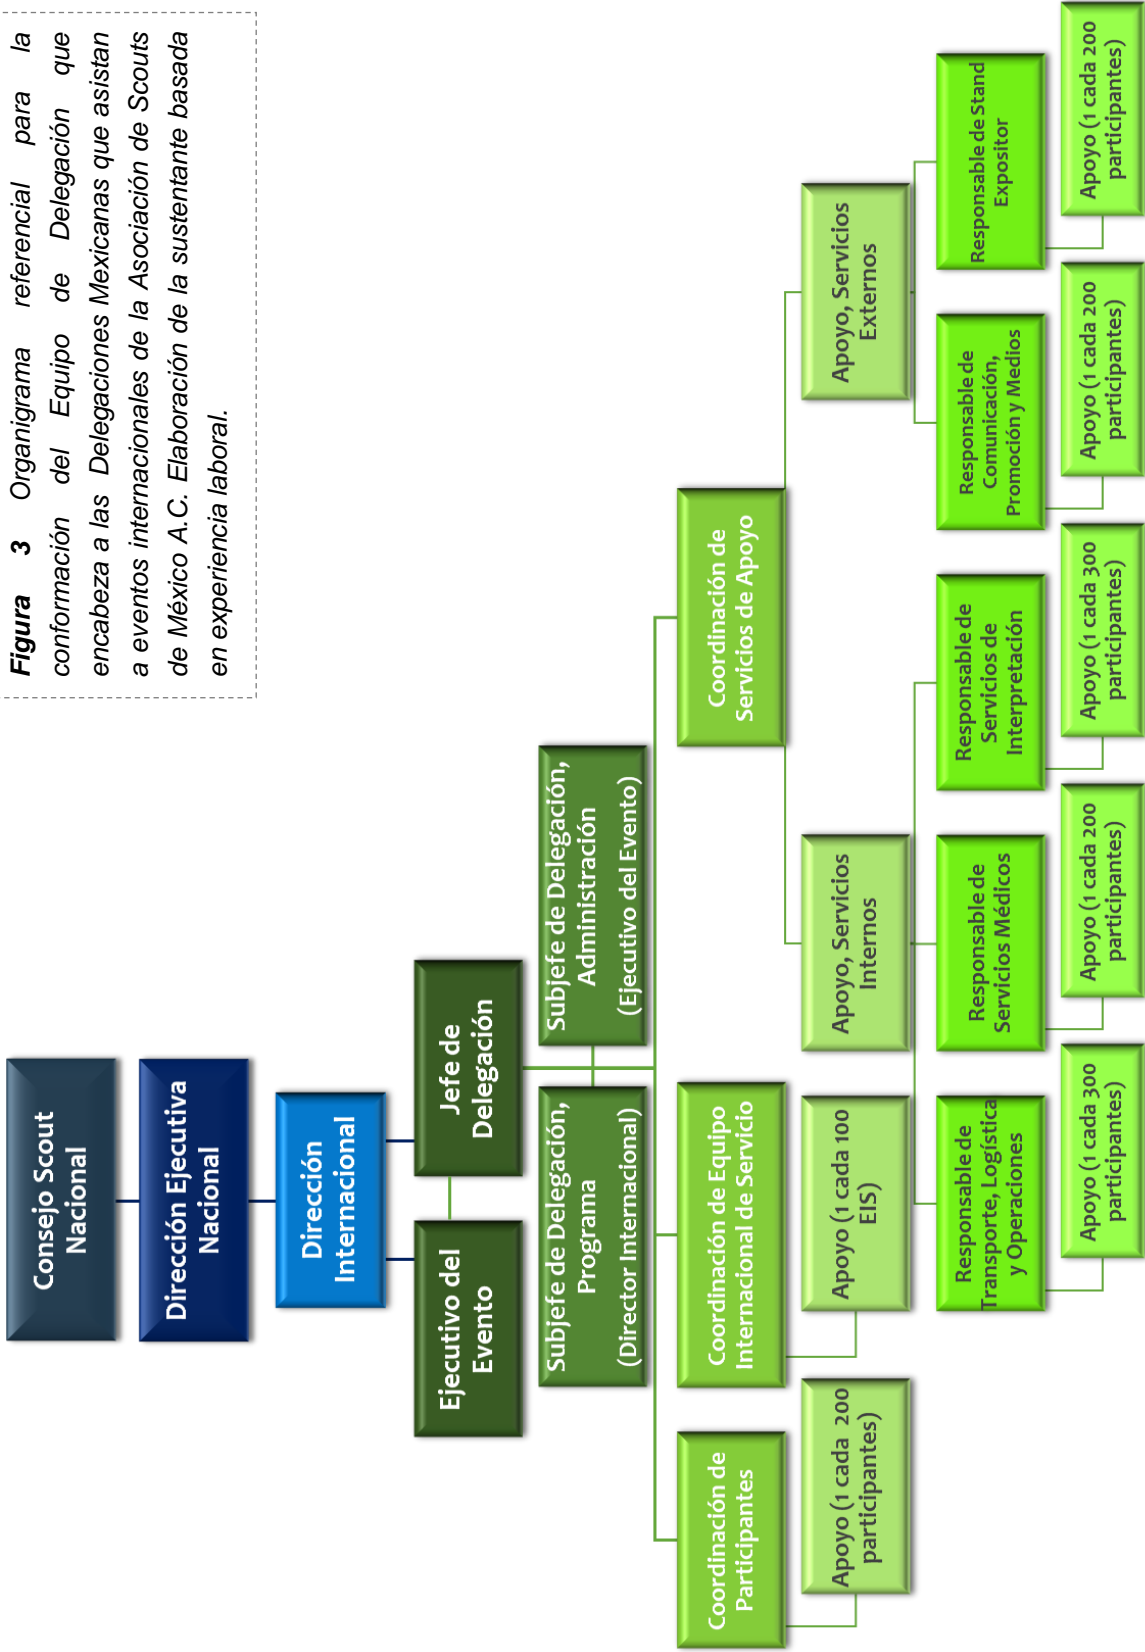 Figura 3 Organigrama referencial para la
conformación del Equipo de Delegación que
encabeza a las Delegaciones Mexicanas que asistan
a eventos internacionales de la Asociación de Scouts
de México A.C. Elaboración de la sustentante basada
en experiencia laboral.
Consejo Scout
Nacional
Dirección Ejecutiva
Nacional
Dirección
Internacional
Ejecutivo del
Evento
Jefe de
Delegación
Subjefe de Delegación,
Programa
(Director Internacional)
Subjefe de Delegación,
Administración
(Ejecutivo del Evento)
Coordinación de
Participantes
Apoyo (1 cada 200
participantes)
Coordinación de Equipo
Internacional de Servicio
Apoyo (1 cada 100
EIS)
Coordinación de
Servicios de Apoyo
Apoyo, Servicios
Internos
Responsable de
Transporte, Logística
y Operaciones
Apoyo (1 cada 300
participantes)
Responsable de
Servicios Médicos
Apoyo (1 cada 200
participantes)
Responsable de
Servicios de
Interpretación
Apoyo (1 cada 300
participantes)
Apoyo, Servicios
Externos
Responsable de
Comunicación,
Promoción y Medios
Apoyo (1 cada 200
participantes)
Responsable de Stand
Expositor
Apoyo (1 cada 200
participantes)